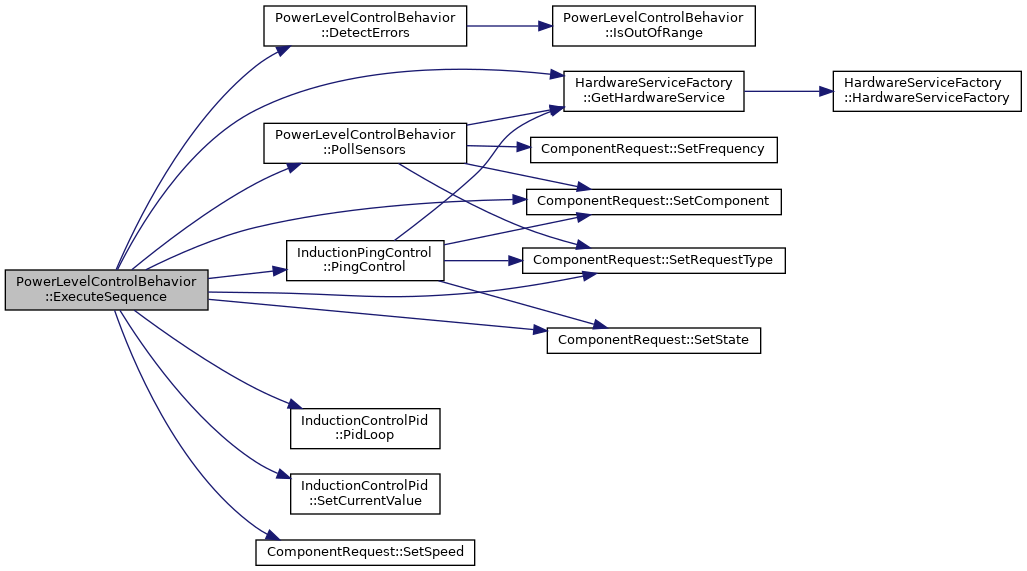 PowerLevelControlBehavior
::DetectErrors
PowerLevelControlBehavior
::IsOutOfRange
HardwareServiceFactory
::GetHardwareService
HardwareServiceFactory
::HardwareServiceFactory
PowerLevelControlBehavior
::PollSensors
ComponentRequest::SetFrequency
ComponentRequest::SetComponent
InductionPingControl
::PingControl
ComponentRequest::SetRequestType
PowerLevelControlBehavior
::ExecuteSequence
ComponentRequest::SetState
InductionControlPid
::PidLoop
InductionControlPid
::SetCurrentValue
ComponentRequest::SetSpeed